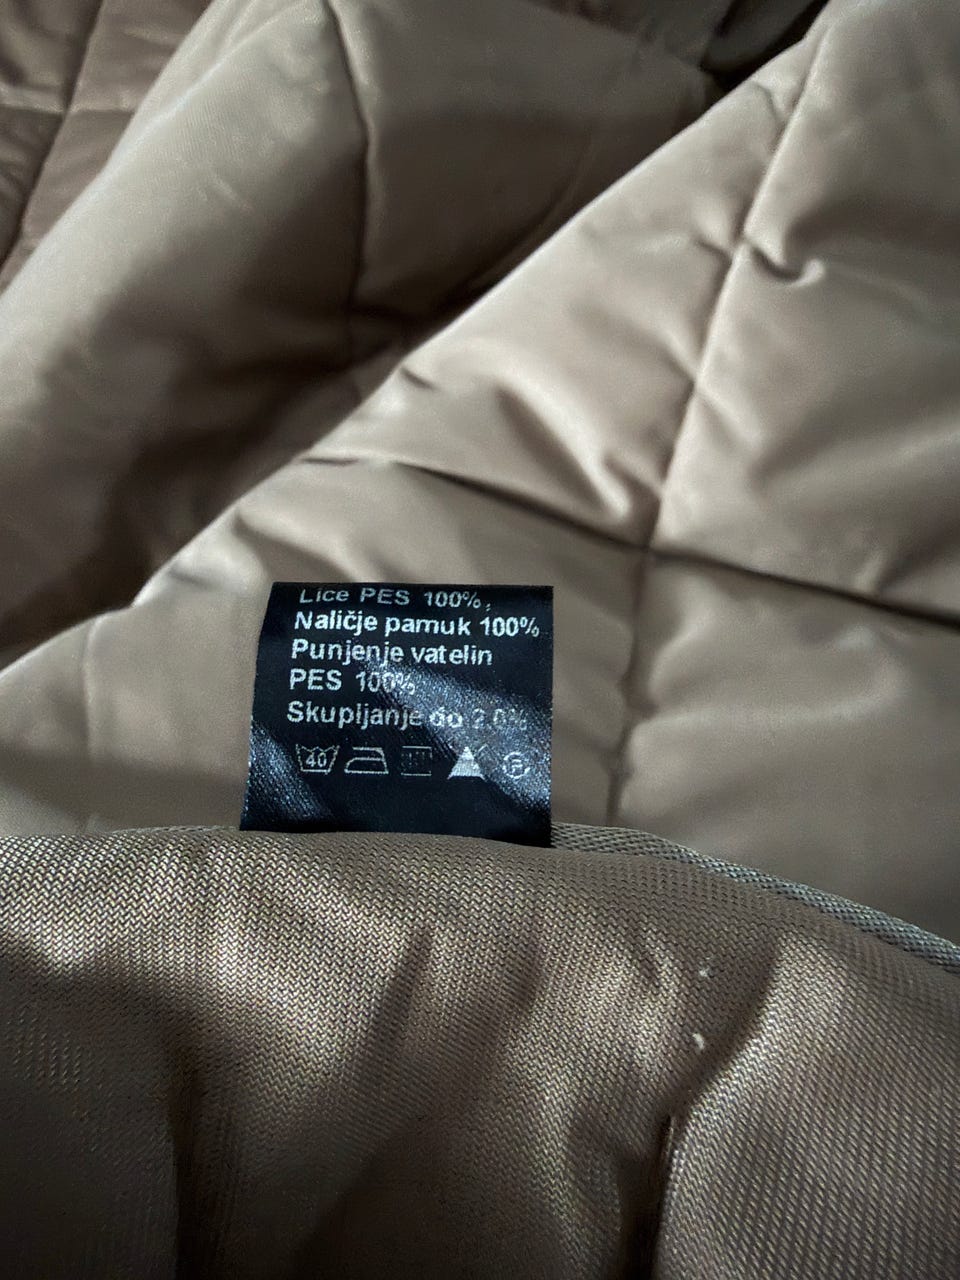 Lice PES 100%,
Naličje pamuk 100%
Punjenje vatelin
PES 100%
Skupljanje do 2.0%
40